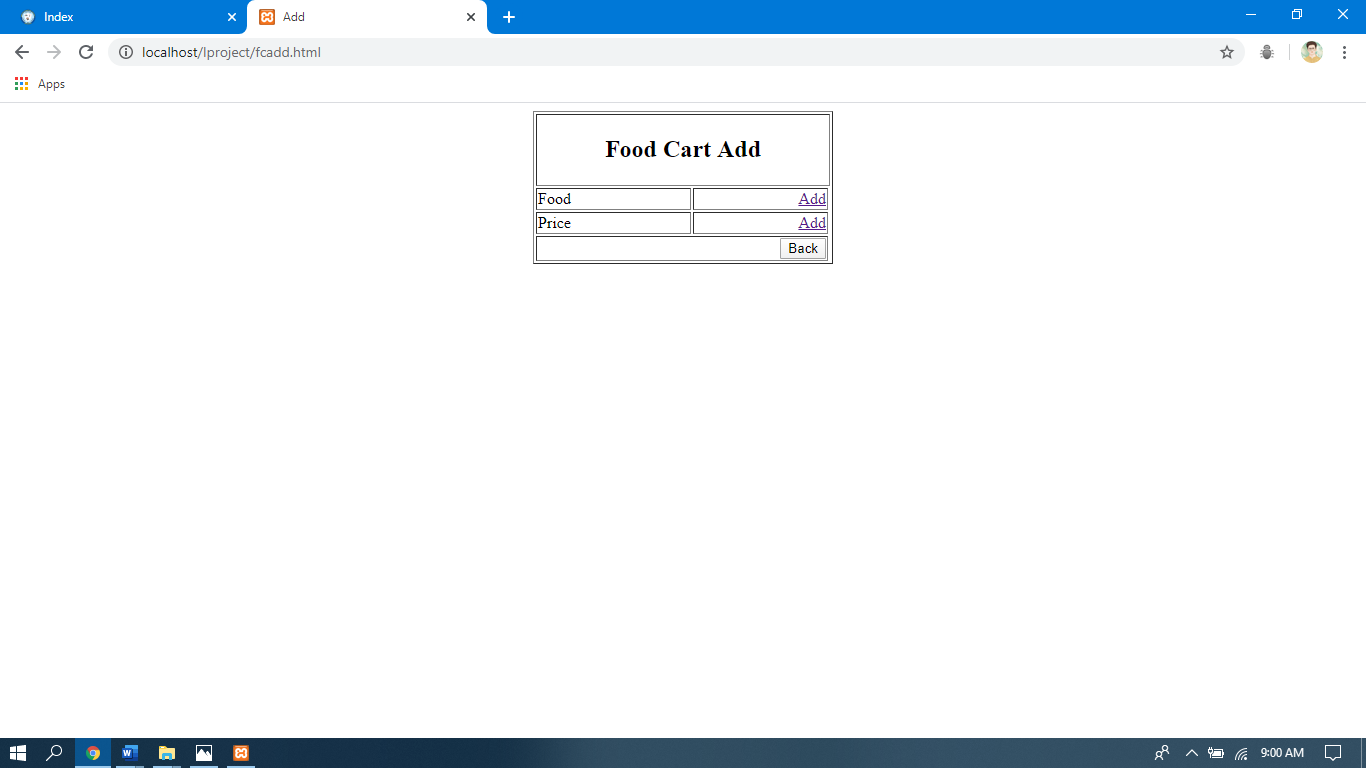 Index
Add
localhost/lproject/fcadd.html
Apps
Food Cart Add
Food Add
Price Add
Back
9:00 AM